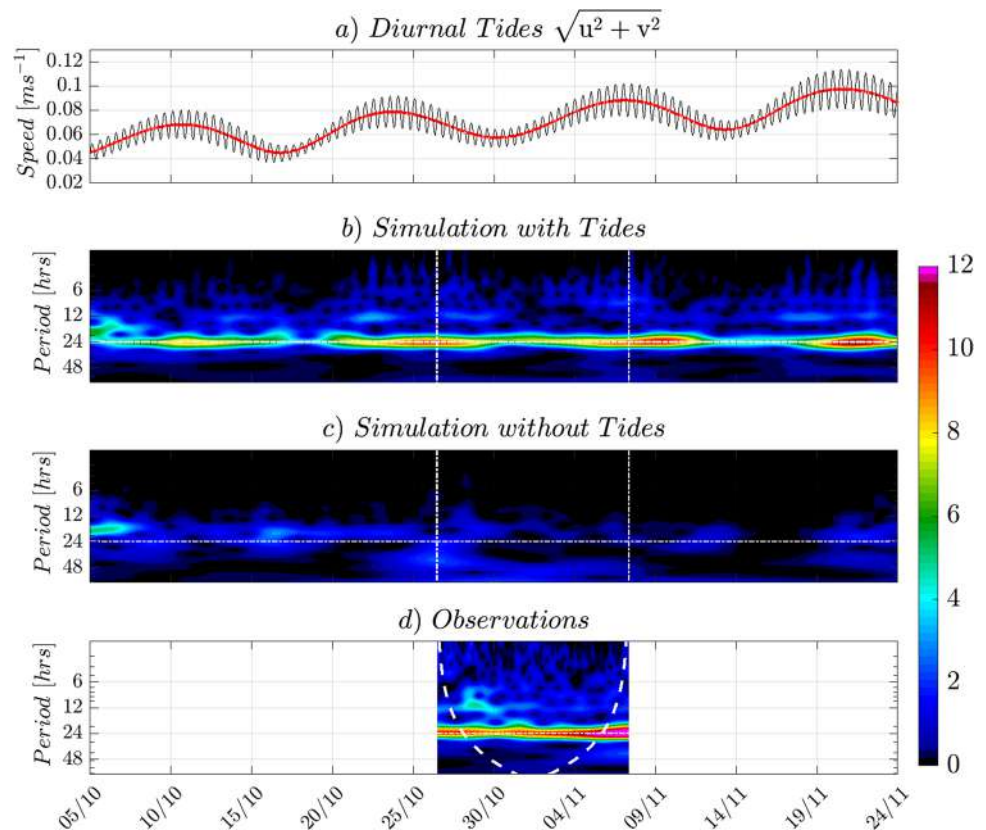 a) Diurnal Tides √u² + v²
Speed [ms⁻¹]
0.12
0.1
0.08
0.06
0.04
0.02
b) Simulation with Tides
Period [hrs]
6
12
24
48
c) Simulation without Tides
Period [hrs]
6
12
24
48
d) Observations
Period [hrs]
6
12
24
48
05/10 10/10 15/10 20/10 25/10 30/10 04/11 09/11 14/11 19/11 24/11
12
10
8
6
4
2
0